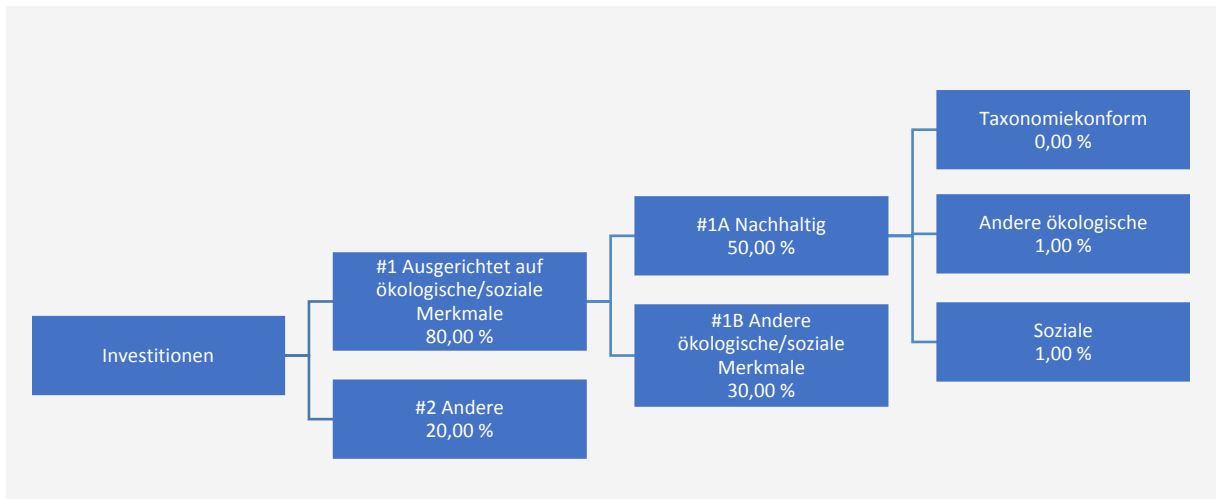 Investitionen
#1 Ausgerichtet auf
ökologische/soziale
Merkmale
80,00 %
#2 Andere
20,00 %
#1A Nachhaltig
50,00 %
#1B Andere
ökologische/soziale
Merkmale
30,00 %
Taxonomiekonform
0,00 %
Andere ökologische
1,00 %
Soziale
1,00 %